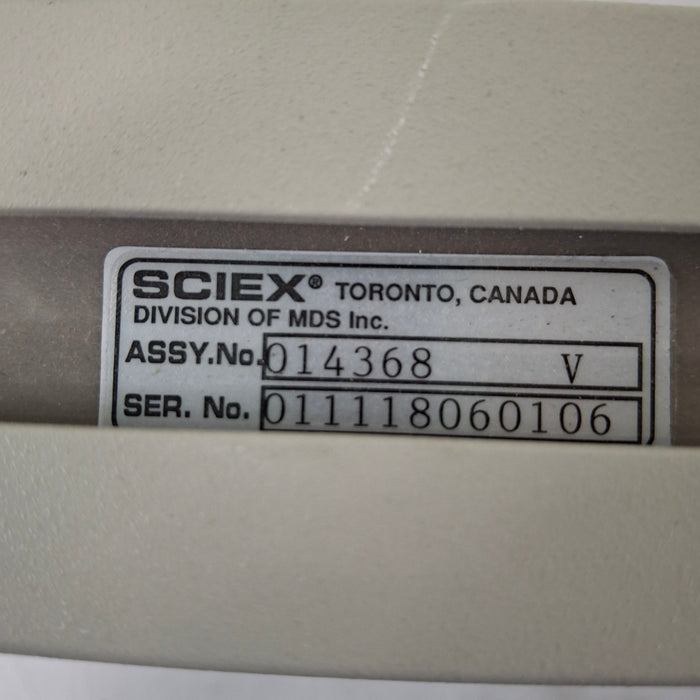 SCIEX® TORONTO, CANADA
DIVISION OF MDS Inc.
ASSY.No. 014368 V
SER. No. 011118060106